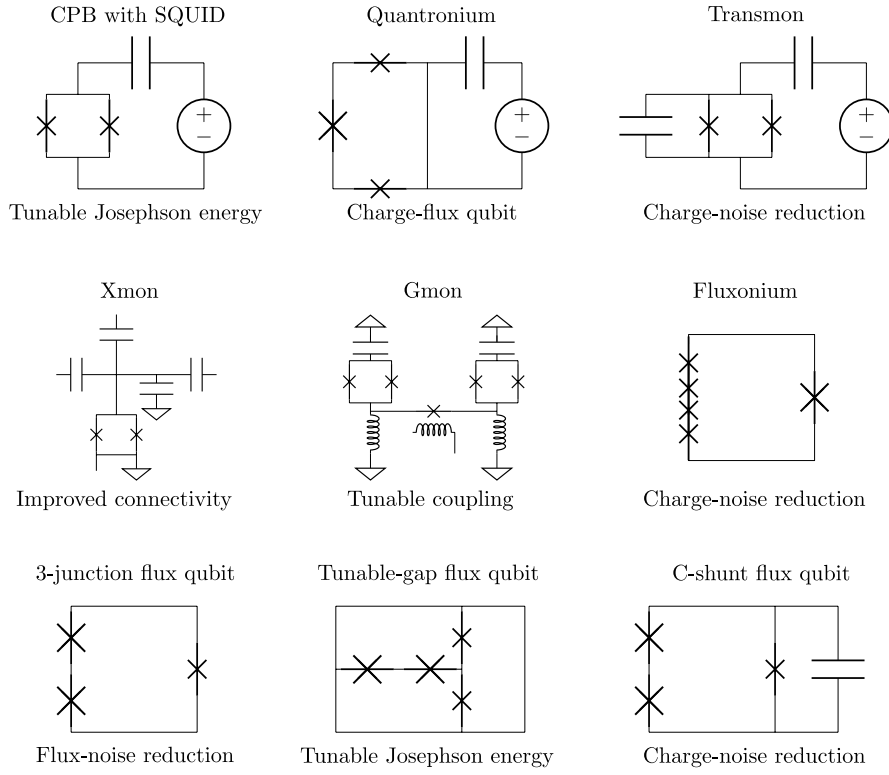 CPB with SQUID
Quantronium
Transmon
+
−
+
−
+
−
Tunable Josephson energy
Charge-flux qubit
Charge-noise reduction
Xmon
Gmon
Fluxonium
Improved connectivity
Tunable coupling
Charge-noise reduction
3-junction flux qubit
Tunable-gap flux qubit
C-shunt flux qubit
Flux-noise reduction
Tunable Josephson energy
Charge-noise reduction